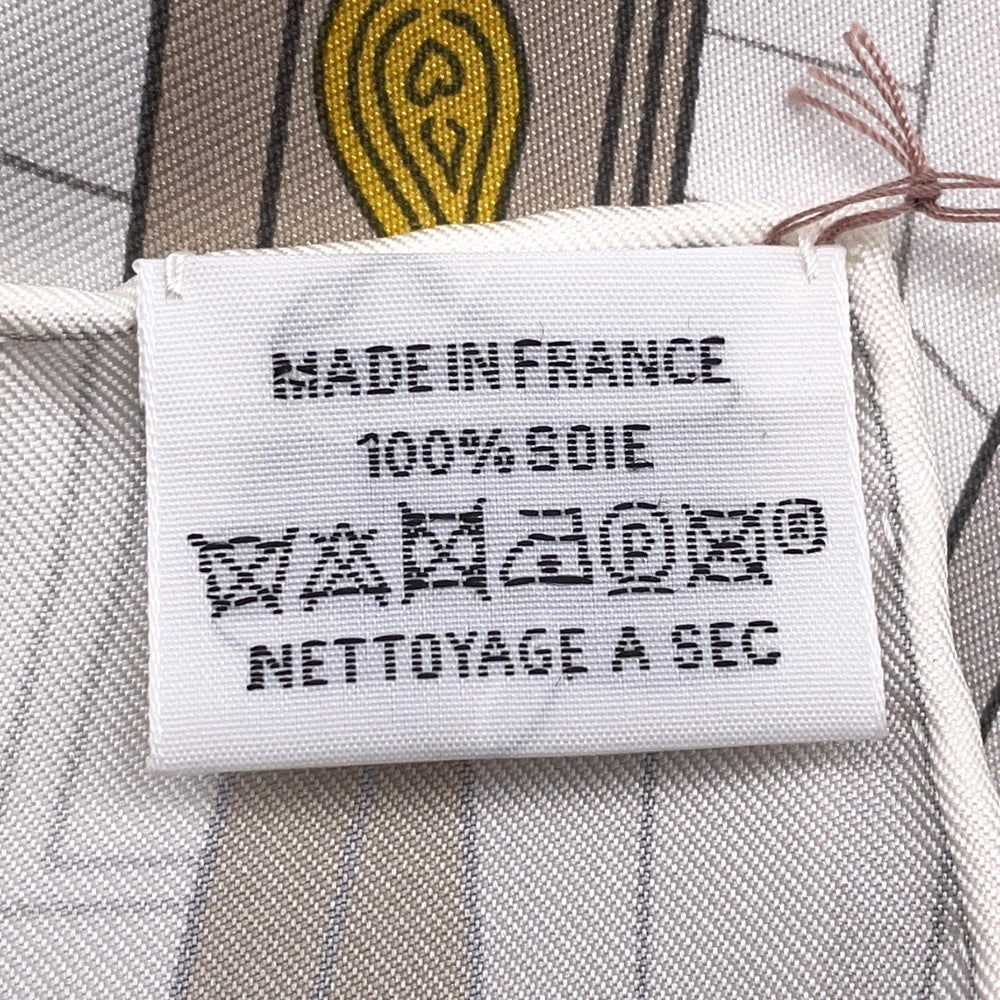 MADE IN FRANCE
100% SOIE
P ®
NETTOYAGE A SEC